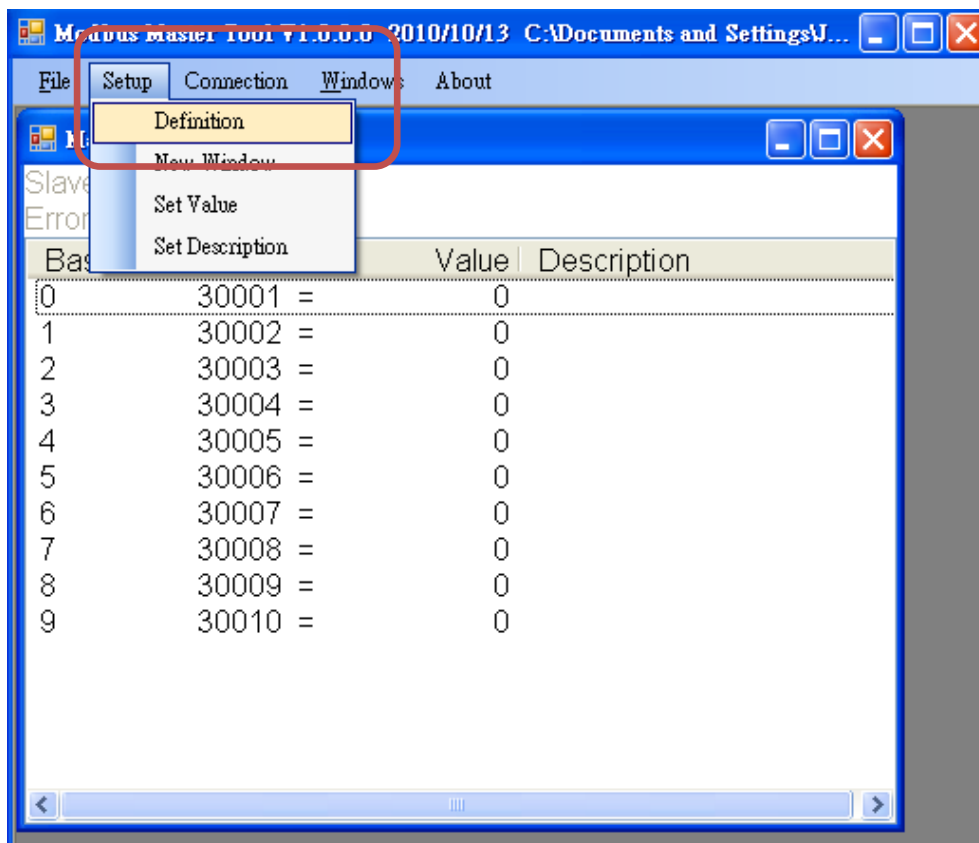 Modbus Master Tool V1.0.0.0 2010/10/13 C:\Documents and Settings\J...
File Setup Connection Windows About
Definition
New Window
Slave
Set Value
Error
Set Description
Bas Value Description
0 30001 = 0
1 30002 = 0
2 30003 = 0
3 30004 = 0
4 30005 = 0
5 30006 = 0
6 30007 = 0
7 30008 = 0
8 30009 = 0
9 30010 = 0